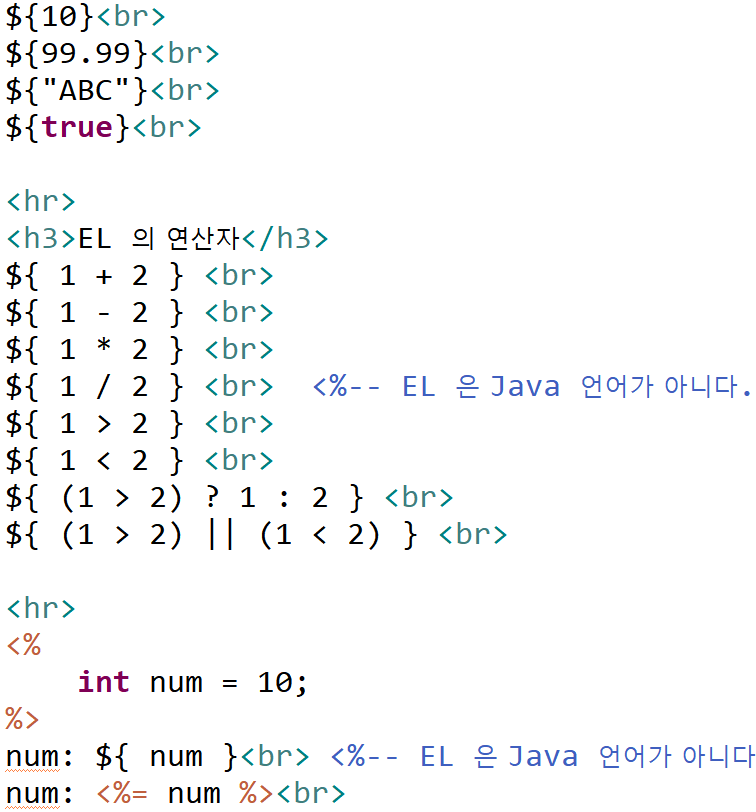 ${10}<br>
${99.99}<br>
${"ABC"}<br>
${true}<br>
<hr>
<h3>EL 의 연산자</h3>
${ 1 + 2 } <br>
${ 1 - 2 } <br>
${ 1 * 2 } <br>
${ 1 / 2 } <br>  <%-- EL 은 Java 언어가 아니다.
${ 1 > 2 } <br>
${ 1 < 2 } <br>
${ (1 > 2) ? 1 : 2 } <br>
${ (1 > 2) || (1 < 2) } <br>
<hr>
<%
    int num = 10;
%>
num: ${ num }<br> <%-- EL 은 Java 언어가 아니다
num: <%= num %><br>